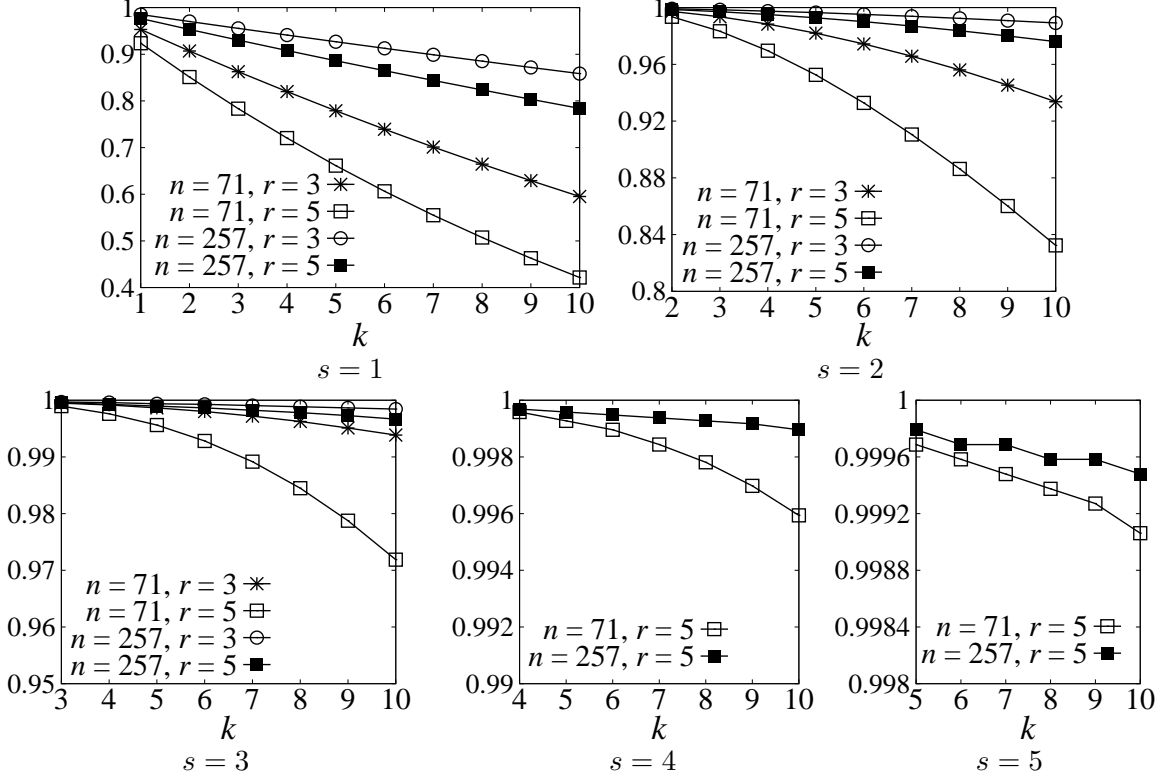 1
0.9
0.8
0.7
0.6
0.5
0.4
n = 71, r = 3
n = 71, r = 5
n = 257, r = 3
n = 257, r = 5
1 2 3 4 5 6 7 8 9 10
k
s = 1
1
0.96
0.92
0.88
0.84
0.8
n = 71, r = 3
n = 71, r = 5
n = 257, r = 3
n = 257, r = 5
2 3 4 5 6 7 8 9 10
k
s = 2
1
0.99
0.98
0.97
0.96
0.95
n = 71, r = 3
n = 71, r = 5
n = 257, r = 3
n = 257, r = 5
3 4 5 6 7 8 9 10
k
s = 3
1
0.998
0.996
0.994
0.992
0.99
n = 71, r = 5
n = 257, r = 5
4 5 6 7 8 9 10
k
s = 4
1
0.9996
0.9992
0.9988
0.9984
0.998
n = 71, r = 5
n = 257, r = 5
5 6 7 8 9 10
k
s = 5